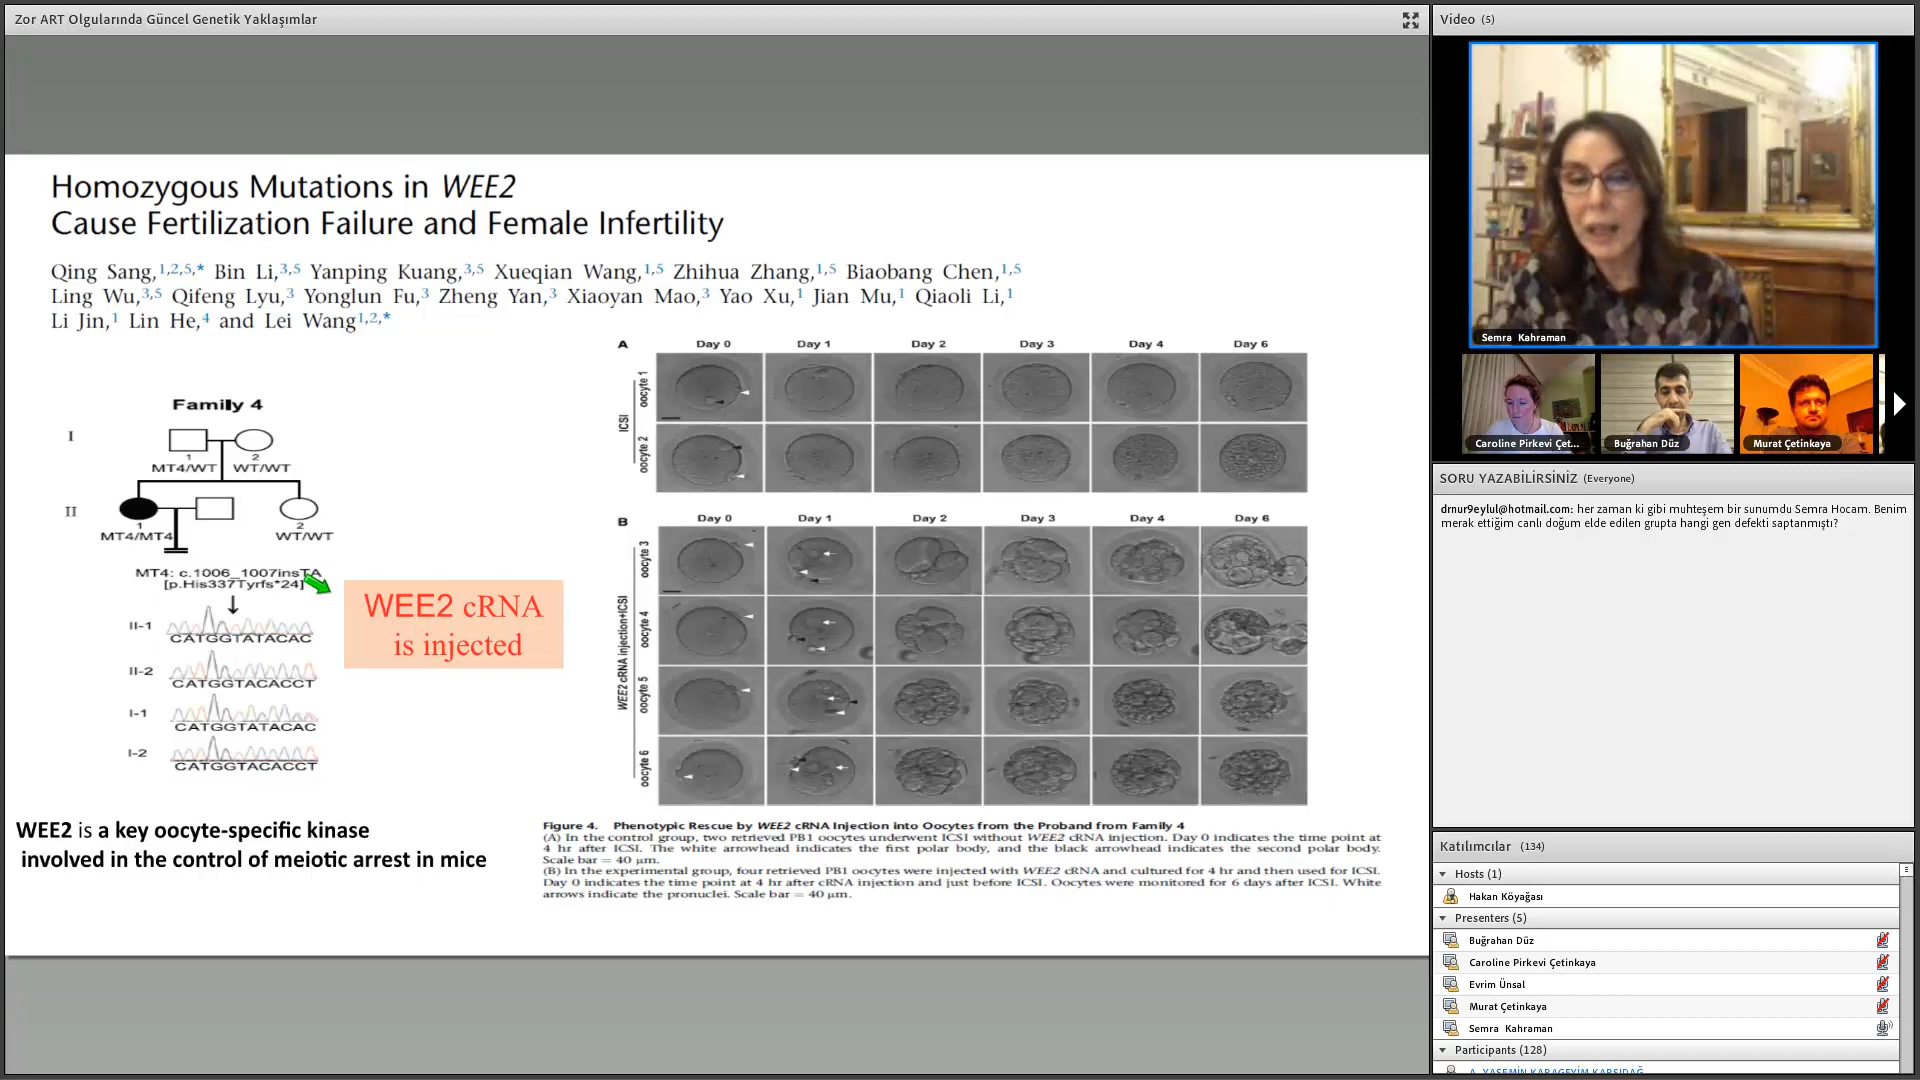 Zor ART Olgularında Güncel Genetik Yaklaşımlar
Homozygous Mutations in WEE2
Cause Fertilization Failure and Female Infertility
Qing Sang,1,2,5,* Bin Li,3,5 Yanping Kuang,3,5 Xueqian Wang,1,5 Zhihua Zhang,1,5 Biaobang Chen,1,5
Ling Wu,3,5 Qifeng Lyu,3 Yonglun Fu,3 Zheng Yan,3 Xiaoyan Mao,3 Yao Xu,1 Jian Mu,1 Qiaoli Li,1
Li Jin,1 Lin He,4 and Lei Wang1,2,*
Family 4
I
1
2
MT4/WT WT/WT
II
1
2
MT4/MT4
WT/WT
MT4: c.1006_1007insTA
[p.His337Tyrfs*24]
II-1
CATGGTATACAC
II-2
CATGGTACACCT
I-1
CATGGTATACAC
I-2
CATGGTACACCT
WEE2 cRNA
is injected
WEE2 is a key oocyte-specific kinase
involved in the control of meiotic arrest in mice
A
Day 0 Day 1 Day 2 Day 3 Day 4 Day 6
ICSI
oocyte 1
oocyte 2
B
Day 0 Day 1 Day 2 Day 3 Day 4 Day 6
WEE2 cRNA injection+ICSI
oocyte 3
oocyte 4
oocyte 5
oocyte 6
Figure 4. Phenotypic Rescue by WEE2 cRNA Injection into Oocytes from the Proband from Family 4
(A) In the control group, two retrieved PB1 oocytes underwent ICSI without WEE2 cRNA injection. Day 0 indicates the time point at
4 hr after ICSI. The white arrowhead indicates the first polar body, and the black arrowhead indicates the second polar body.
Scale bar = 40 μm.
(B) In the experimental group, four retrieved PB1 oocytes were injected with WEE2 cRNA and cultured for 4 hr and then used for ICSI.
Day 0 indicates the time point at 4 hr after cRNA injection and just before ICSI. Oocytes were monitored for 6 days after ICSI. White
arrows indicate the pronuclei. Scale bar = 40 μm.
Video (5)
Semra Kahraman
Caroline Pirkevi Çet...
Buğrahan Düz
Murat Çetinkaya
SORU YAZABİLİRSİNİZ (Everyone)
drnur9eylul@hotmail.com: her zaman ki gibi muhteşem bir sunumdu Semra Hocam. Benim
merak ettiğim canlı doğum elde edilen grupta hangi gen defekti saptanmıştı?
Katılımcılar (134)
Hosts (1)
Hakan Köyağası
Presenters (5)
Buğrahan Düz
Caroline Pirkevi Çetinkaya
Evrim Ünsal
Murat Çetinkaya
Semra Kahraman
Participants (128)